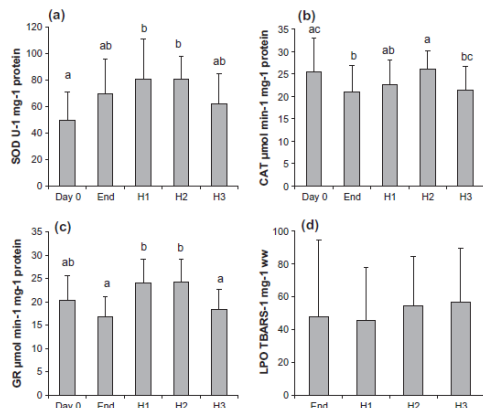 (a)
SOD U-1 mg-1 protein
120
100
80
60
40
20
0
a
ab
b
b
ab
Day 0 End H1 H2 H3
(b)
CAT µmol min-1 mg-1 protein
35
30
25
20
15
10
5
0
ac
b
ab
a
bc
Day 0 End H1 H2 H3
(c)
GR µmol min-1 mg-1 protein
35
30
25
20
15
10
5
0
ab
a
b
b
a
Day 0 End H1 H2 H3
(d)
LPO TBARS-1 mg-1 ww
100
80
60
40
20
0
End H1 H2 H3